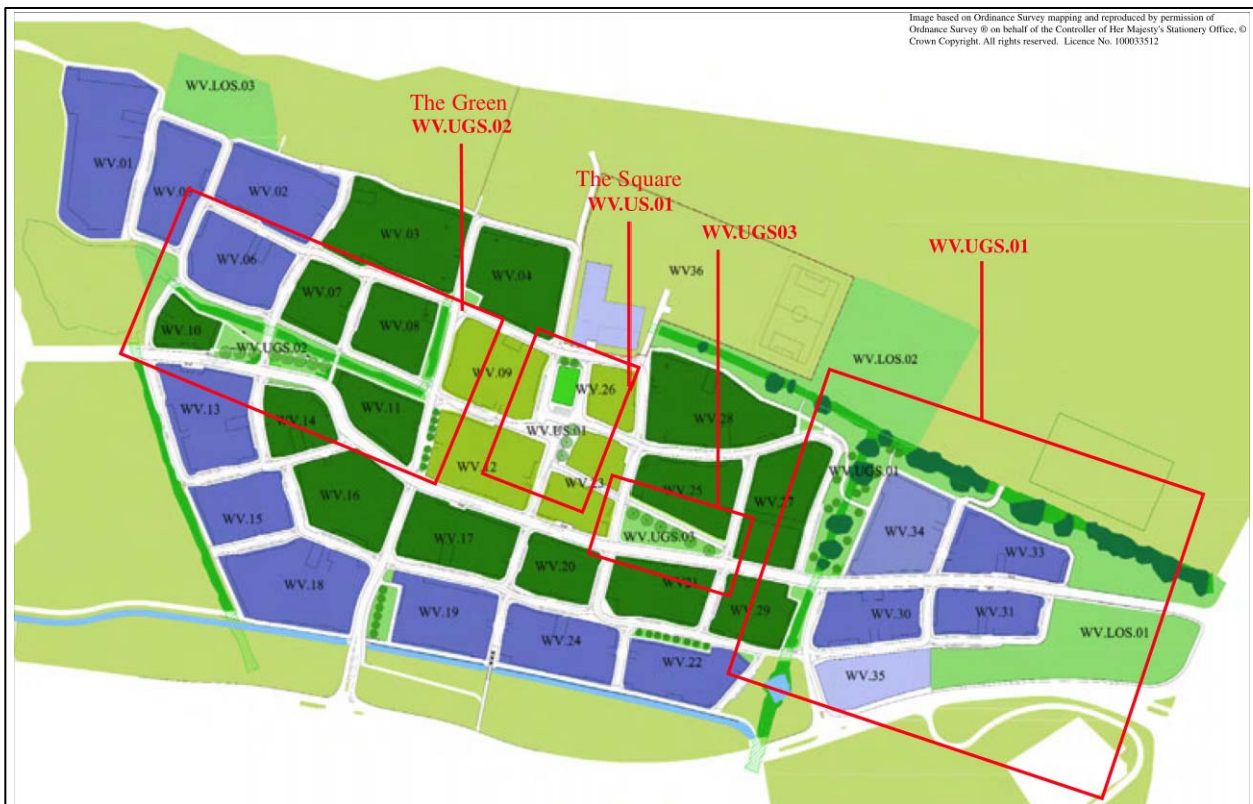 Image based on Ordinance Survey mapping and reproduced by permission of
Ordnance Survey ® on behalf of the Controller of Her Majesty's Stationery Office, ©
Crown Copyright. All rights reserved. Licence No. 100033512
WV.LOS.03
The Green
WV.UGS.02
WV.01
WV.02
The Square
WV.US.01
WV.UGS03
WV.UGS.01
WV.03
WV.06
WV.04
WV36
WV.07
WV.08
WV.10
WV.UGS.02
WV.LOS.02
WV.09
WV.26
WV.13
WV.14
WV.11
WV.US.01
WV.28
WV.12
WV.23
WV.25
WV.27
WV.UGS.01
WV.16
WV.15
WV.17
WV.UGS.03
WV.34
WV.33
WV.18
WV.20
WV21
WV.29
WV.19
WV.24
WV.22
WV.30
WV.31
WV.LOS.01
WV.35